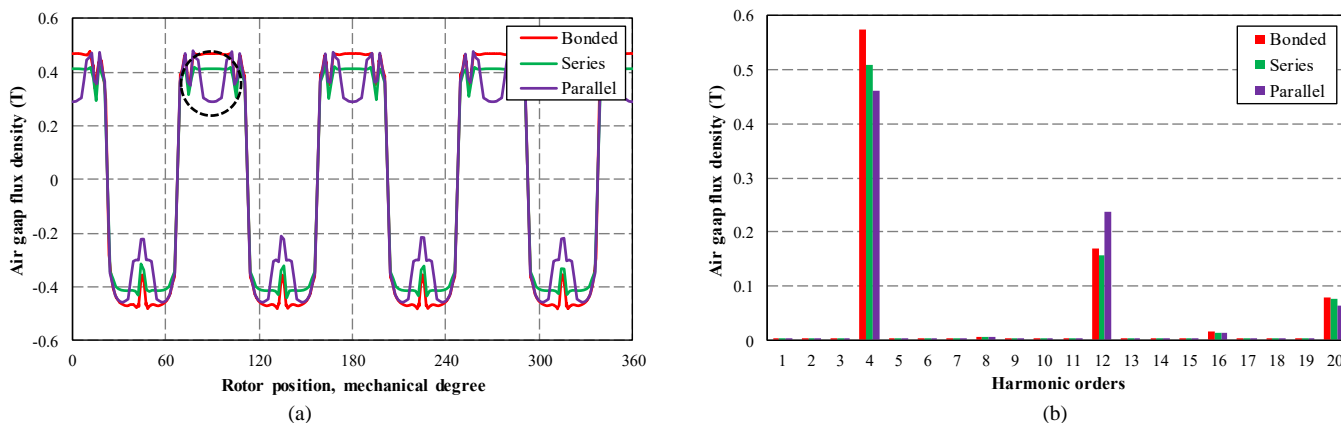 0.6
0.4
0.2
0
-0.2
-0.4
-0.6
Air gaap flux density (T)
0 60 120 180 240 300 360
Rotor position, mechanical degree
Bonded
Series
Parallel
(a)
0.6
0.5
0.4
0.3
0.2
0.1
0
Air gaap flux density (T)
1 2 3 4 5 6 7 8 9 10 11 12 13 14 15 16 17 18 19 20
Harmonic orders
Bonded
Series
Parallel
(b)